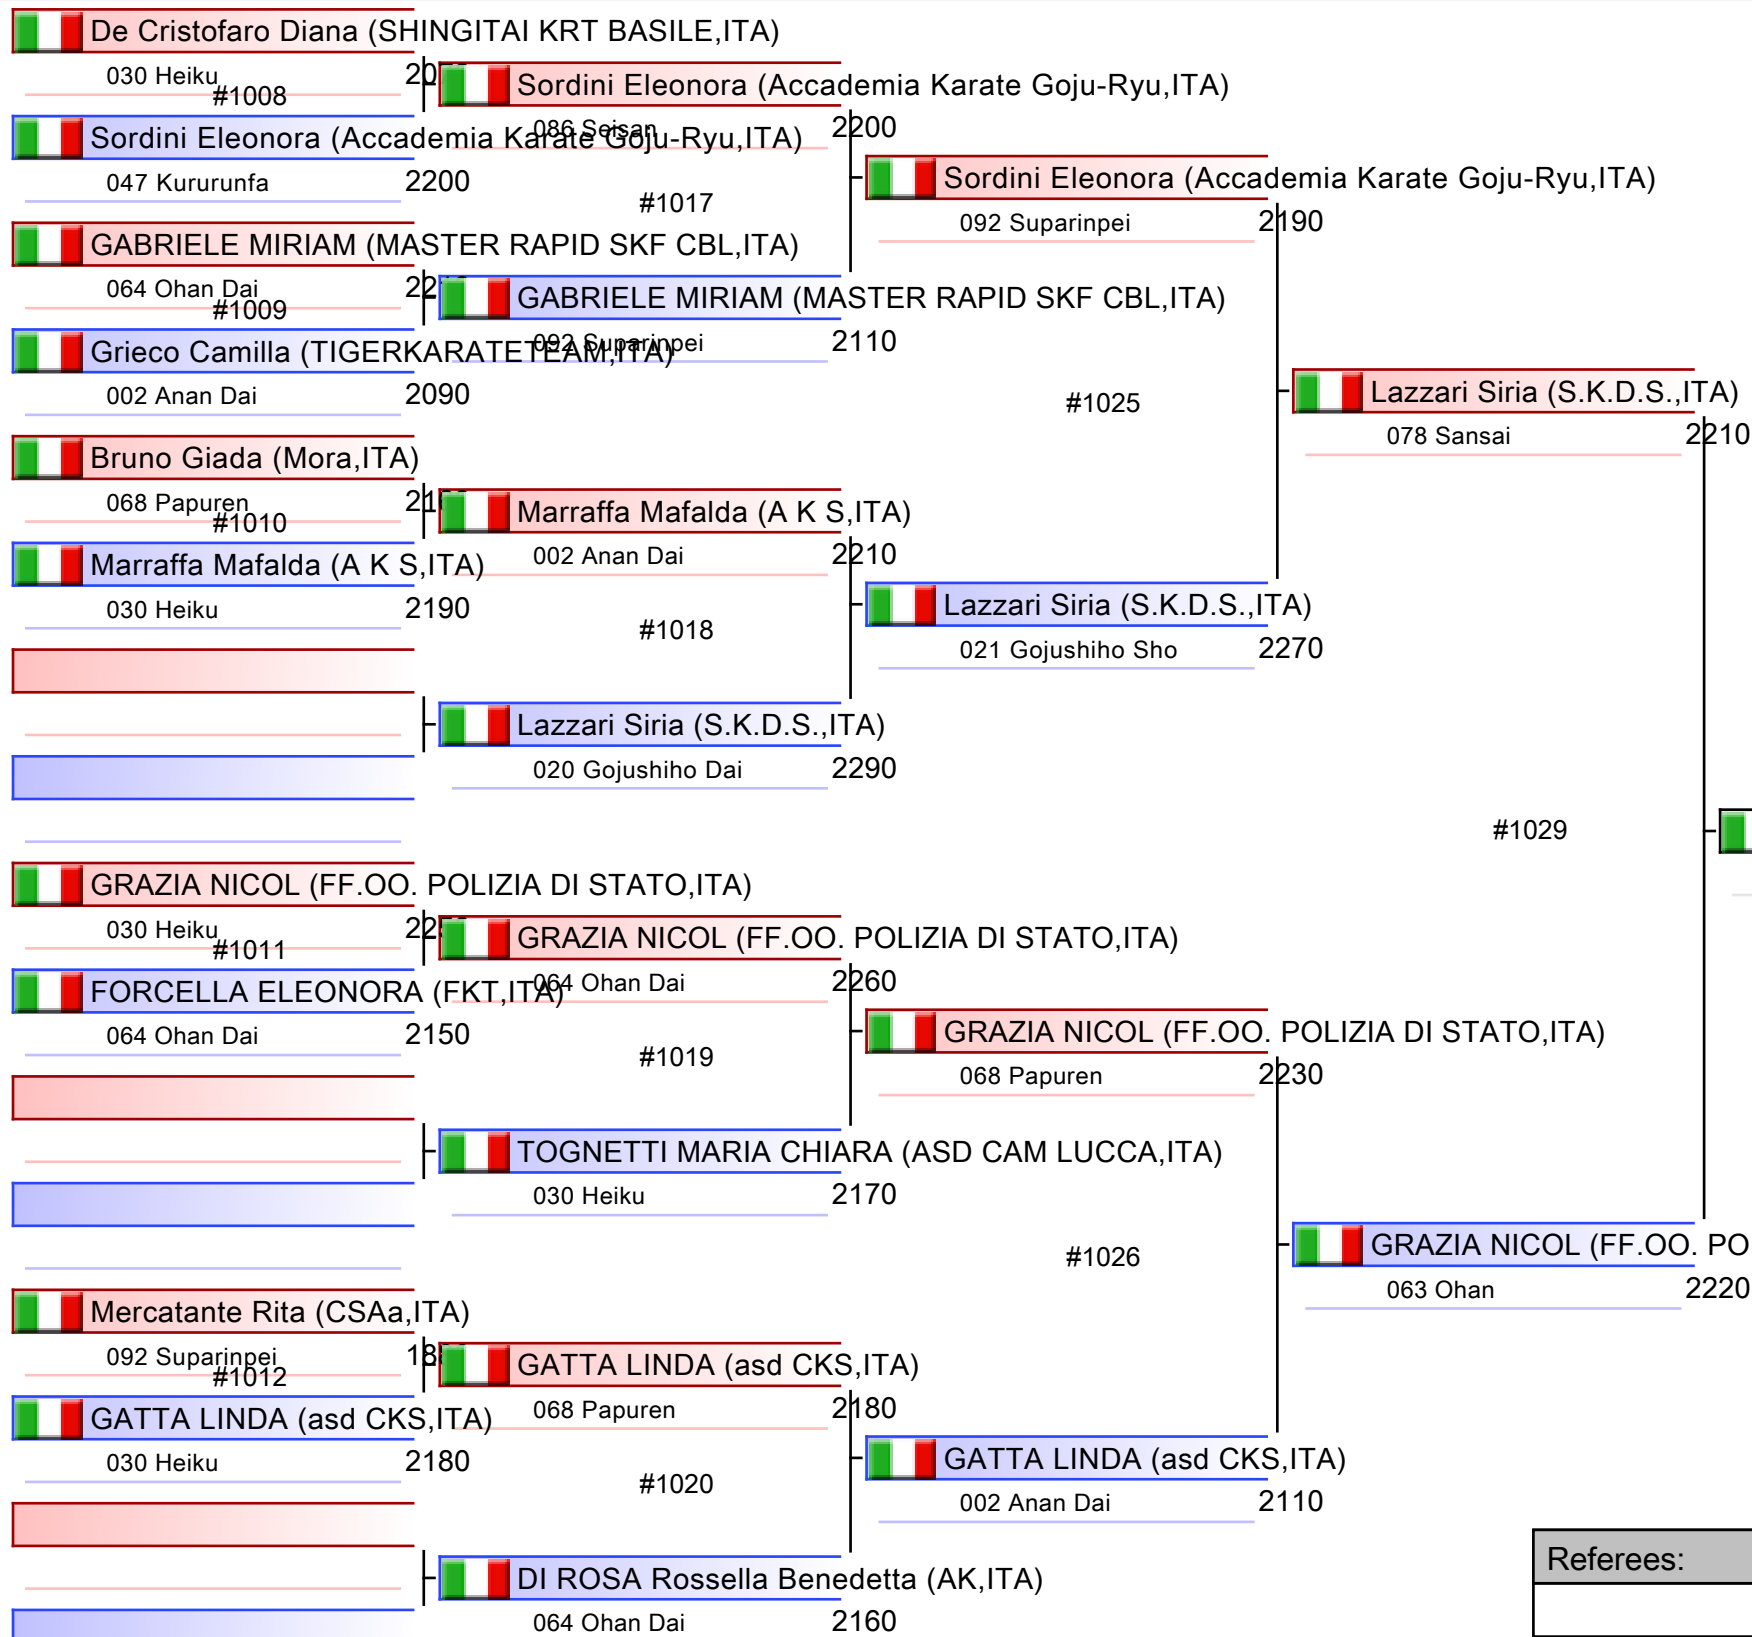 De Cristofaro Diana (SHINGITAI KRT BASILE,ITA)
030 Heiku
#1008
Sordini Eleonora (Accademia Karate Goju-Ryu,ITA)
047 Kururunfa 2200
GABRIELE MIRIAM (MASTER RAPID SKF CBL,ITA)
064 Ohan Dai
#1009
Grieco Camilla (TIGERKARATETEAM,ITA)
002 Anan Dai 2090
Bruno Giada (Mora,ITA)
068 Papuren
#1010
Marraffa Mafalda (A K S,ITA)
030 Heiku 2190
GRAZIA NICOL (FF.OO. POLIZIA DI STATO,ITA)
030 Heiku
#1011
FORCELLA ELEONORA (FKT,ITA)
064 Ohan Dai 2150
Mercatante Rita (CSAa,ITA)
092 Suparinpei
#1012
GATTA LINDA (asd CKS,ITA)
030 Heiku 2180
Sordini Eleonora (Accademia Karate Goju-Ryu,ITA)
086 Seisan 2200
#1017
GABRIELE MIRIAM (MASTER RAPID SKF CBL,ITA)
092 Suparinpei 2110
Marraffa Mafalda (A K S,ITA)
002 Anan Dai 2210
#1018
Lazzari Siria (S.K.D.S.,ITA)
020 Gojushiho Dai 2290
GRAZIA NICOL (FF.OO. POLIZIA DI STATO,ITA)
064 Ohan Dai 2260
#1019
TOGNETTI MARIA CHIARA (ASD CAM LUCCA,ITA)
030 Heiku 2170
GATTA LINDA (asd CKS,ITA)
068 Papuren 2180
#1020
DI ROSA Rossella Benedetta (AK,ITA)
064 Ohan Dai 2160
Sordini Eleonora (Accademia Karate Goju-Ryu,ITA)
092 Suparinpei 2190
#1025
Lazzari Siria (S.K.D.S.,ITA)
021 Gojushiho Sho 2270
GRAZIA NICOL (FF.OO. POLIZIA DI STATO,ITA)
068 Papuren 2230
#1026
GATTA LINDA (asd CKS,ITA)
002 Anan Dai 2110
Lazzari Siria (S.K.D.S.,ITA)
078 Sansai 2210
#1029
GRAZIA NICOL (FF.OO. PO
063 Ohan 2220
Referees: